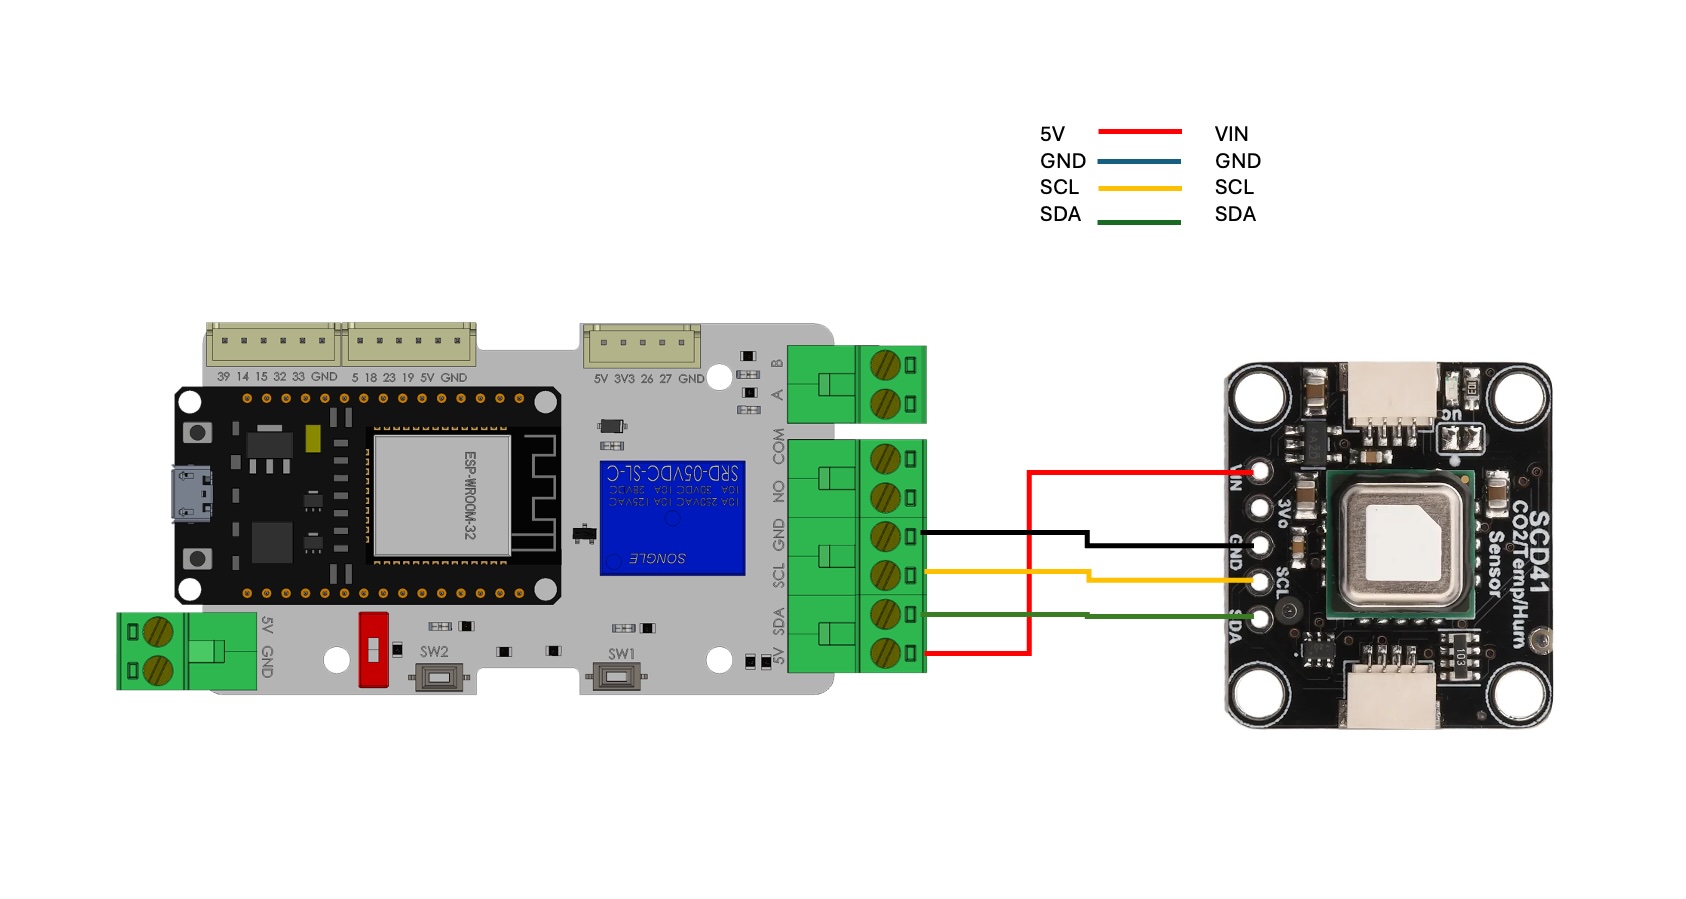 5V VIN
GND GND
SCL SCL
SDA SDA
39 14 15 32 33 GND
5 18 23 19 5V GND
5V 3V3 26 27 GND
B
A
COM
NO
GND
SCL
SDA
5V
ESP-WROOM-32
SRD-05VDC-SL-C
10A 250VAC 10A 125VAC
10A 30VDC 10A 28VDC
SONGLE
5V
GND
SW2
SW1
VIN
3Vo
GND
SCL
SDA
on
SCD41
CO2/Temp/Hum
Sensor
103